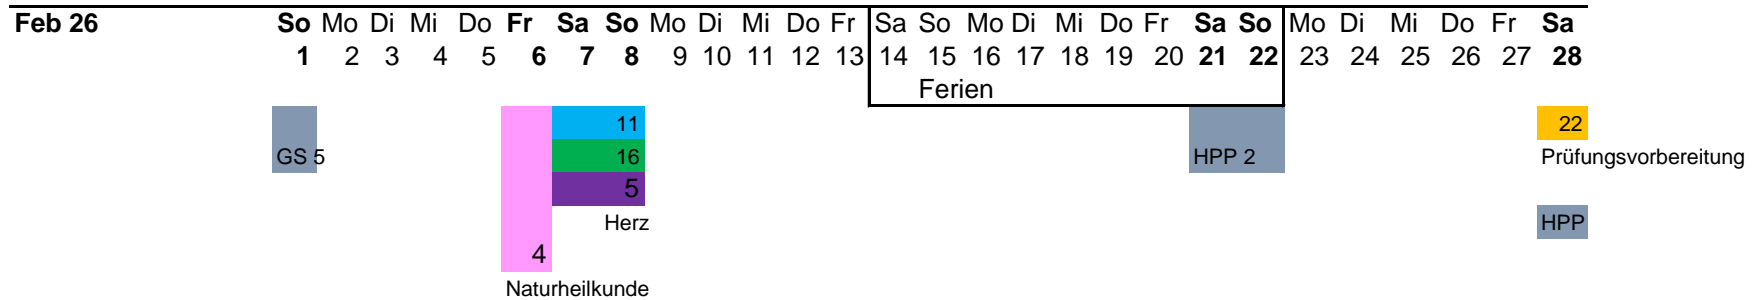 Feb 26 So Mo Di Mi Do Fr Sa So Mo Di Mi Do Fr Sa So Mo Di Mi Do Fr Sa So Mo Di Mi Do Fr Sa
1 2 3 4 5 6 7 8 9 10 11 12 13 14 15 16 17 18 19 20 21 22 23 24 25 26 27 28
Ferien
11 22
GS 5 16 HPP 2 Prüfungsvorbereitung
5
Herz HPP
4
Naturheilkunde